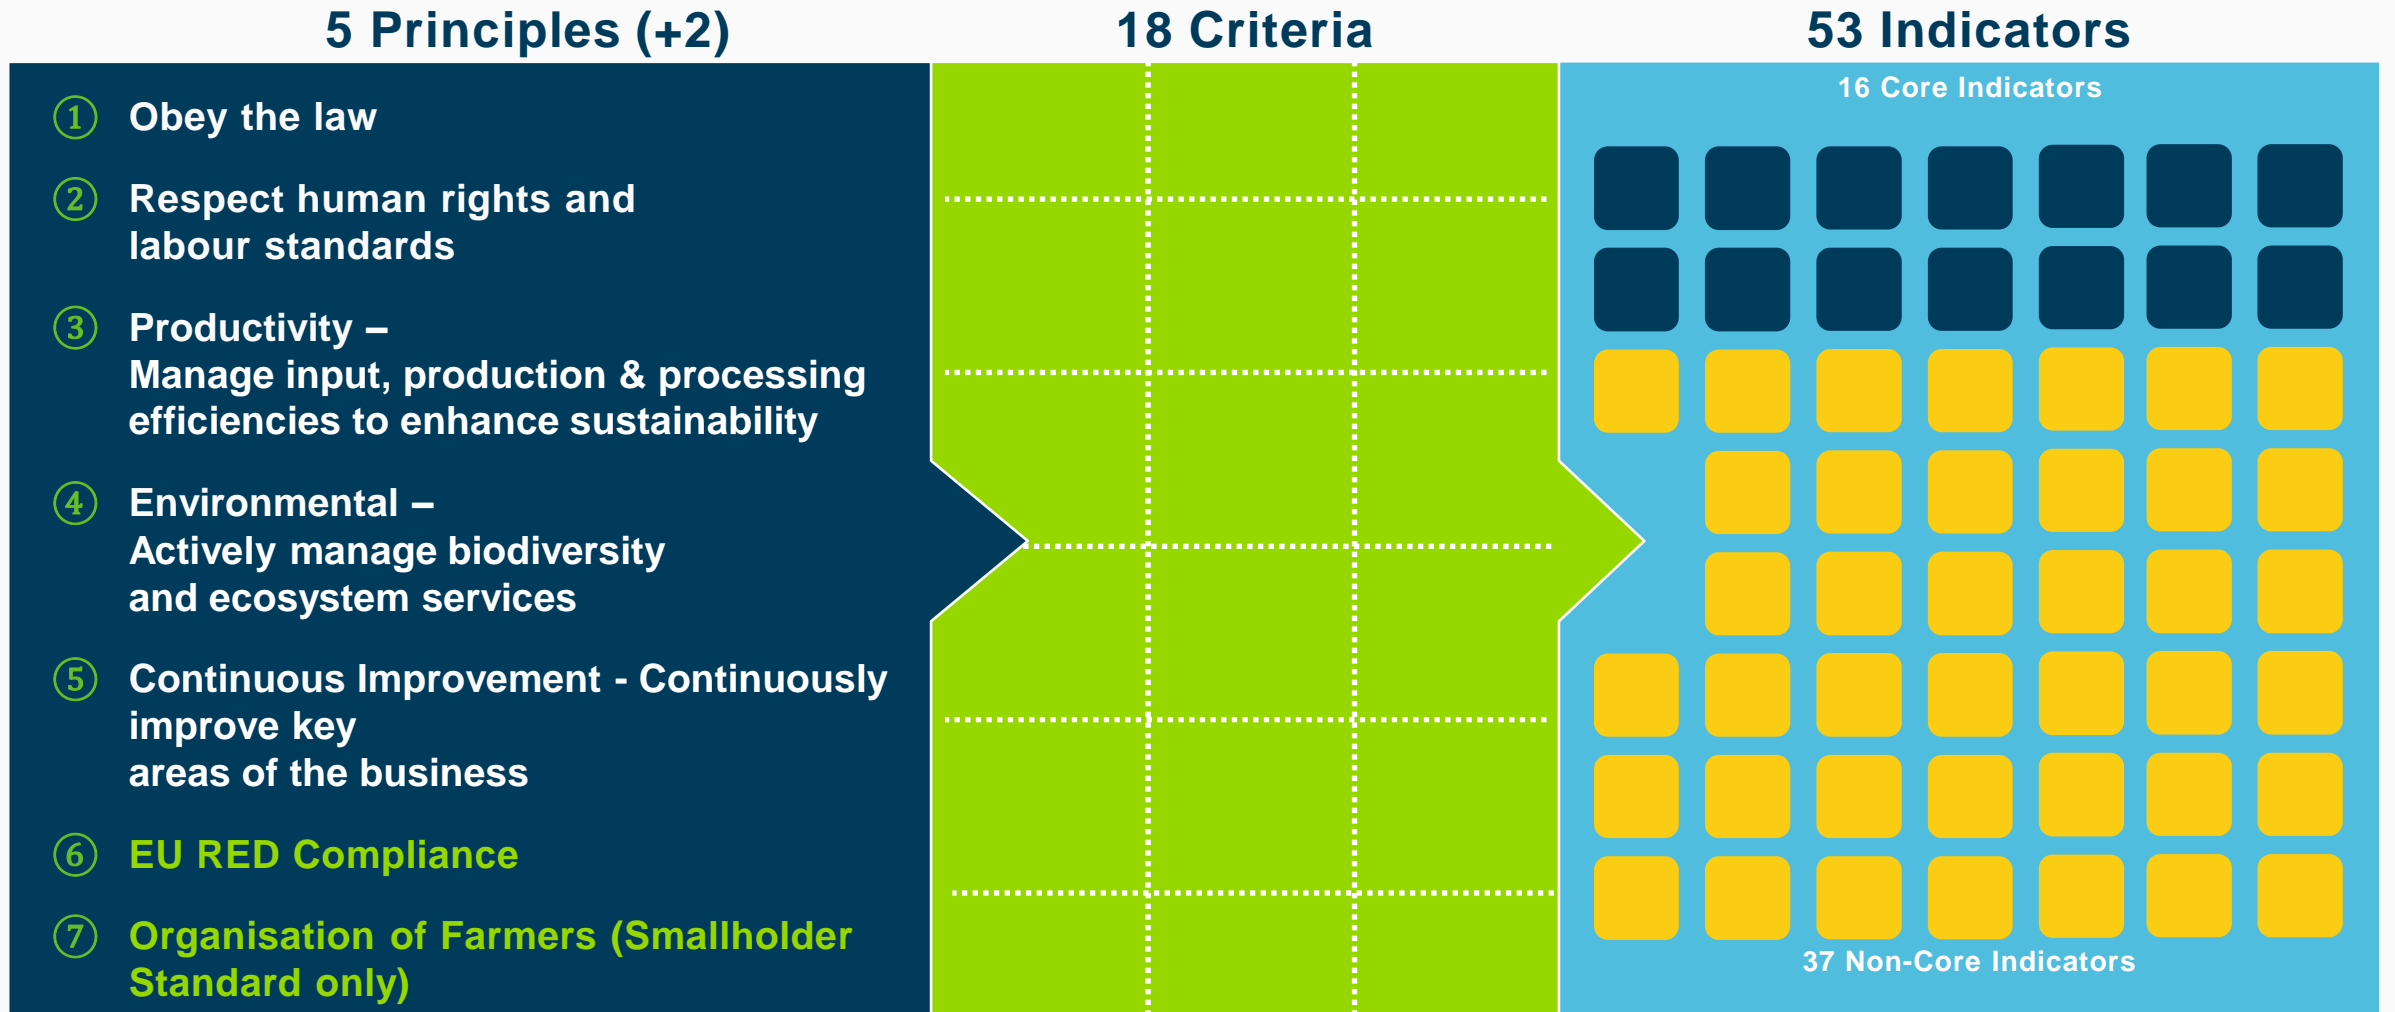 5 Principles (+2)
18 Criteria
53 Indicators
① Obey the law
② Respect human rights and
labour standards
③ Productivity –
Manage input, production & processing
efficiencies to enhance sustainability
④ Environmental –
Actively manage biodiversity
and ecosystem services
⑤ Continuous Improvement - Continuously
improve key
areas of the business
⑥ EU RED Compliance
⑦ Organisation of Farmers (Smallholder
Standard only)
16 Core Indicators
37 Non-Core Indicators